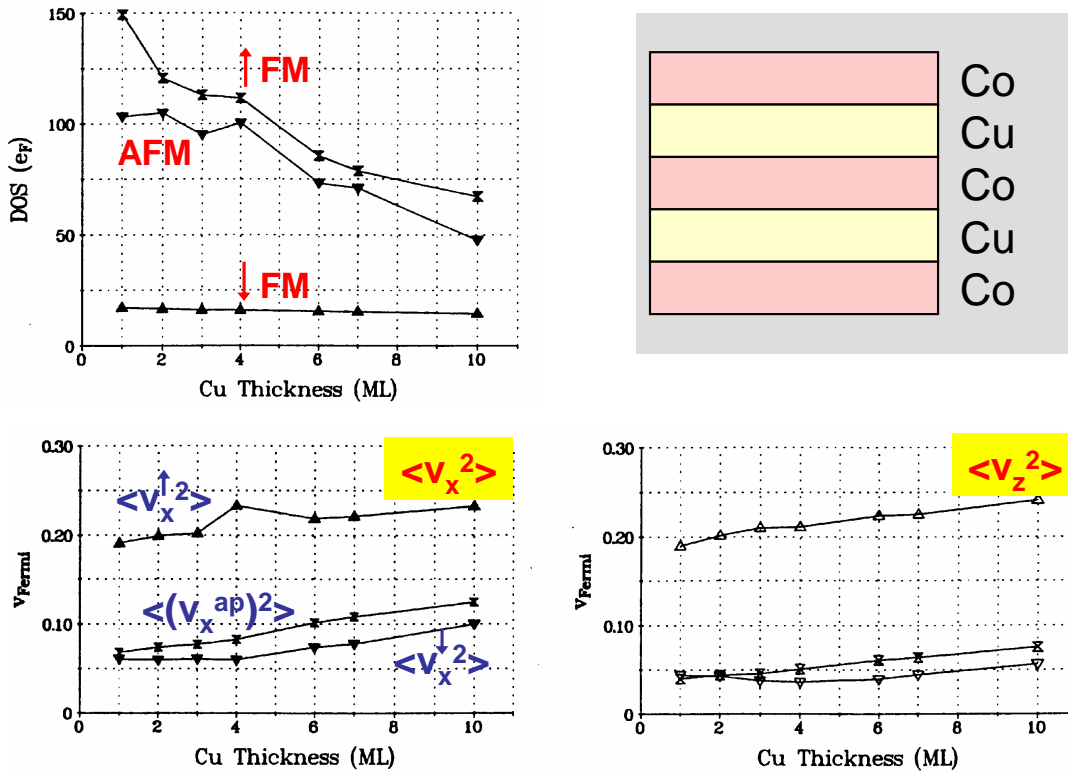 150
100
50
0
DOS (e_F)
↑ FM
AFM
↓ FM
0 2 4 6 8 10
Cu Thickness (ML)
Co
Cu
Co
Cu
Co
0.30
0.20
0.10
0
v_Fermi
<v_x^2>
<v_x^↑2>
<(v_x^ap)^2>
<v_x^↓2>
0 2 4 6 8 10
Cu Thickness (ML)
0.30
0.20
0.10
0
v_Fermi
<v_z^2>
0 2 4 6 8 10
Cu Thickness (ML)